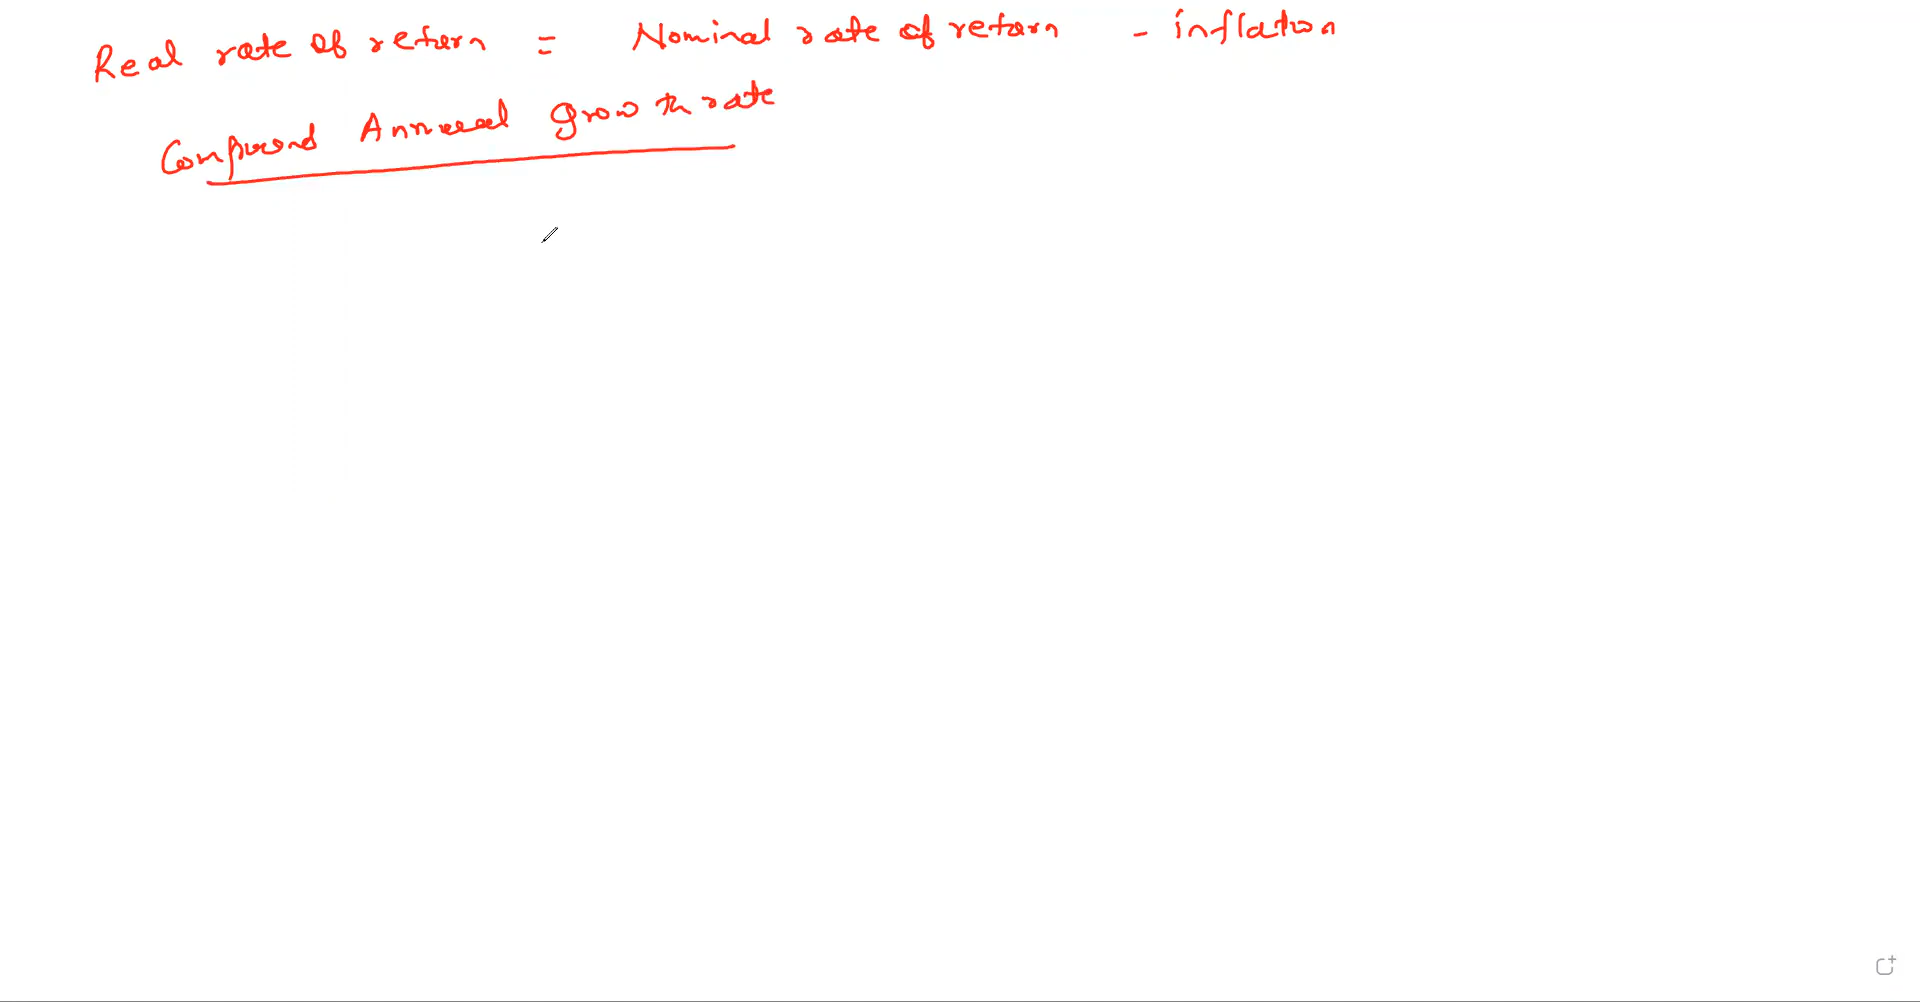 Real rate of return = Nominal rate of return - inflation
Compound Annual growth rate